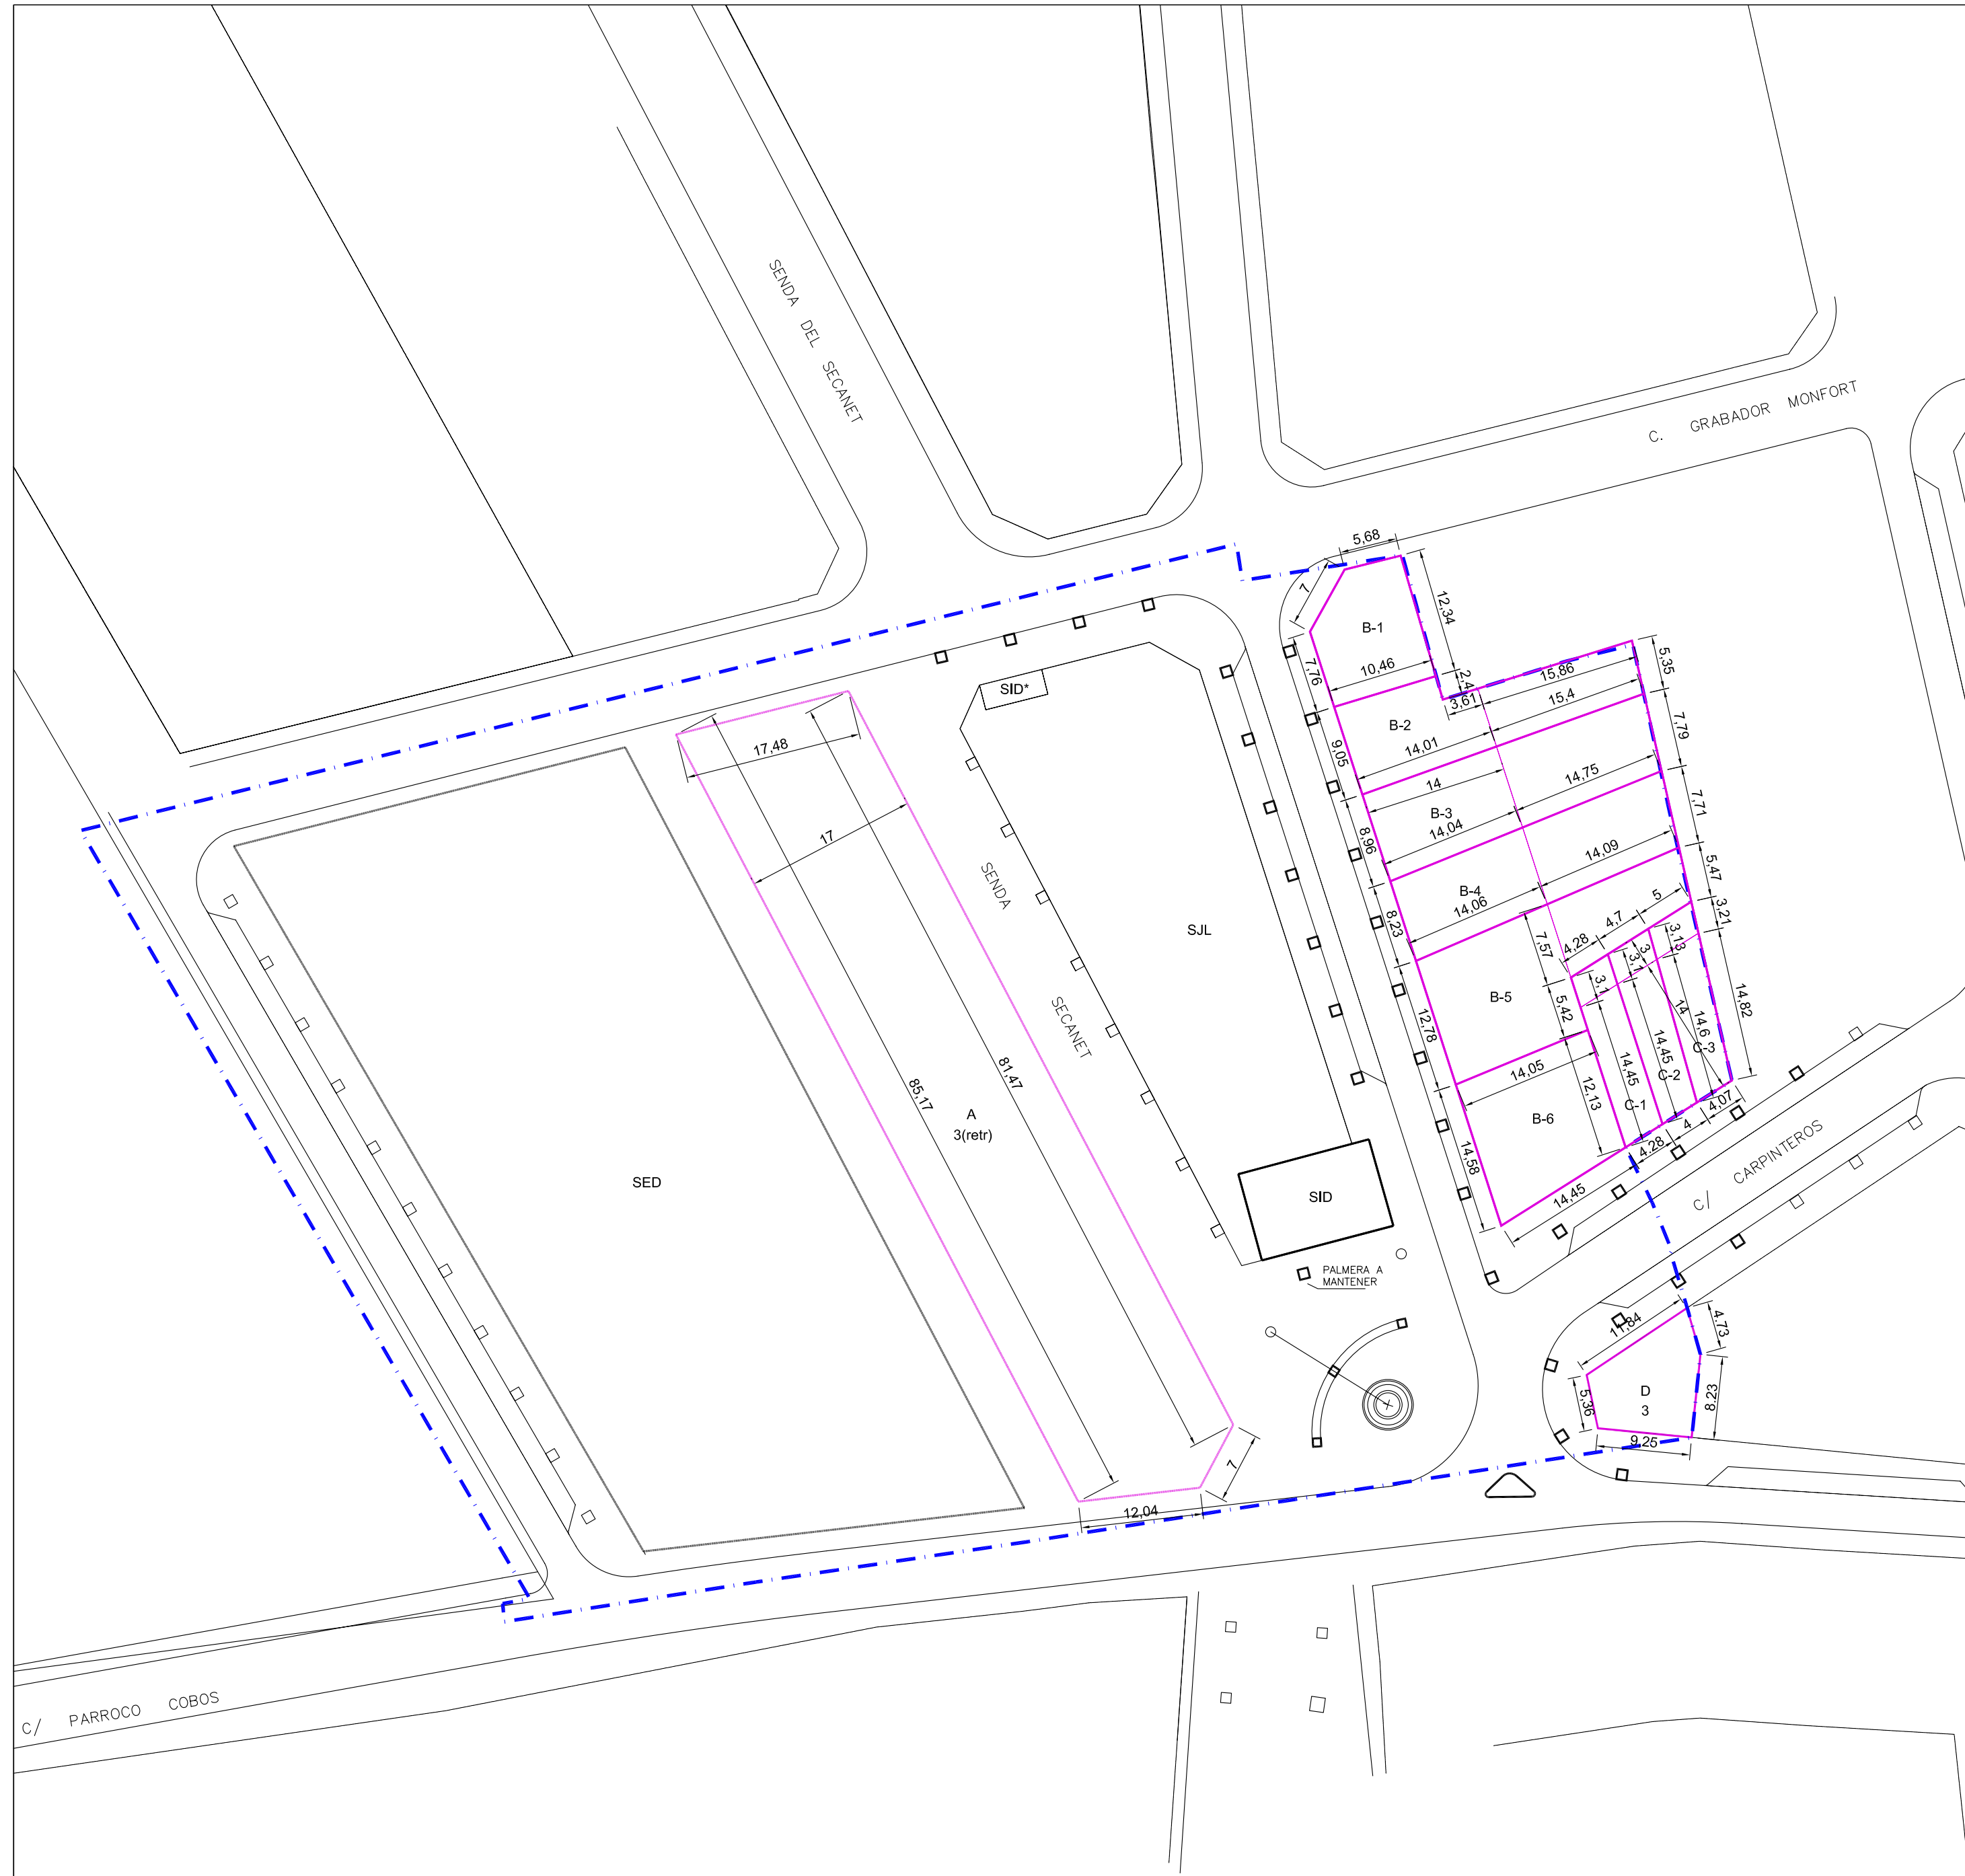 SENDA DEL SECANET
C. GRABADOR MONFORT
5,68
7
12,34
B-1
7,76
10,46
2,4
3,61
15,86
5,35
15,4
B-2
14,01
9,05
7,79
14
14,75
B-3
14,04
8,96
7,71
14,09
B-4
14,06
8,23
5,47
5
4,7
4,28
3,21
7,57
3,13
3
3,1
3,1
B-5
5,42
14
14,6
14,82
12,78
14,45
14,45
C-3
C-2
C-1
14,05
12,13
B-6
4,07
4
4,28
14,58
14,45
SID*
17,48
17
SENDA
SECANET
SJL
85,17
81,47
A
3(retr)
SED
SID
PALMERA A
MANTENER
C/ CARPINTEROS
11,84
4,73
5,36
D
3
8,23
9,25
7
12,04
C/ PARROCO COBOS